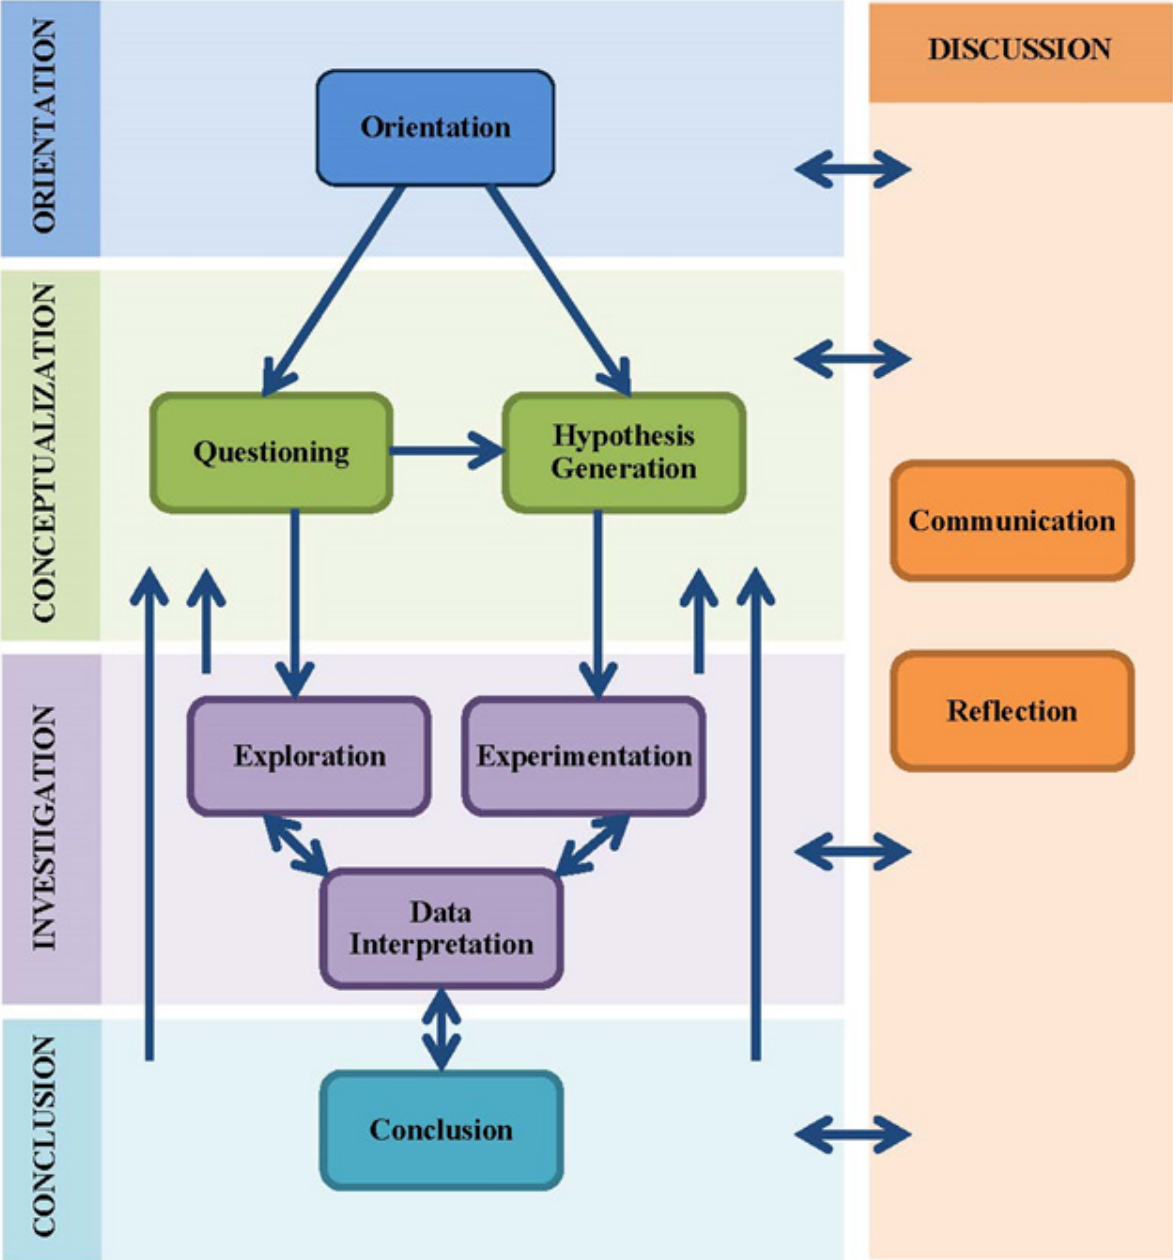 ORIENTATION
Orientation
CONCEPTUALIZATION
Questioning
Hypothesis
Generation
INVESTIGATION
Exploration
Experimentation
Data
Interpretation
CONCLUSION
Conclusion
DISCUSSION
Communication
Reflection